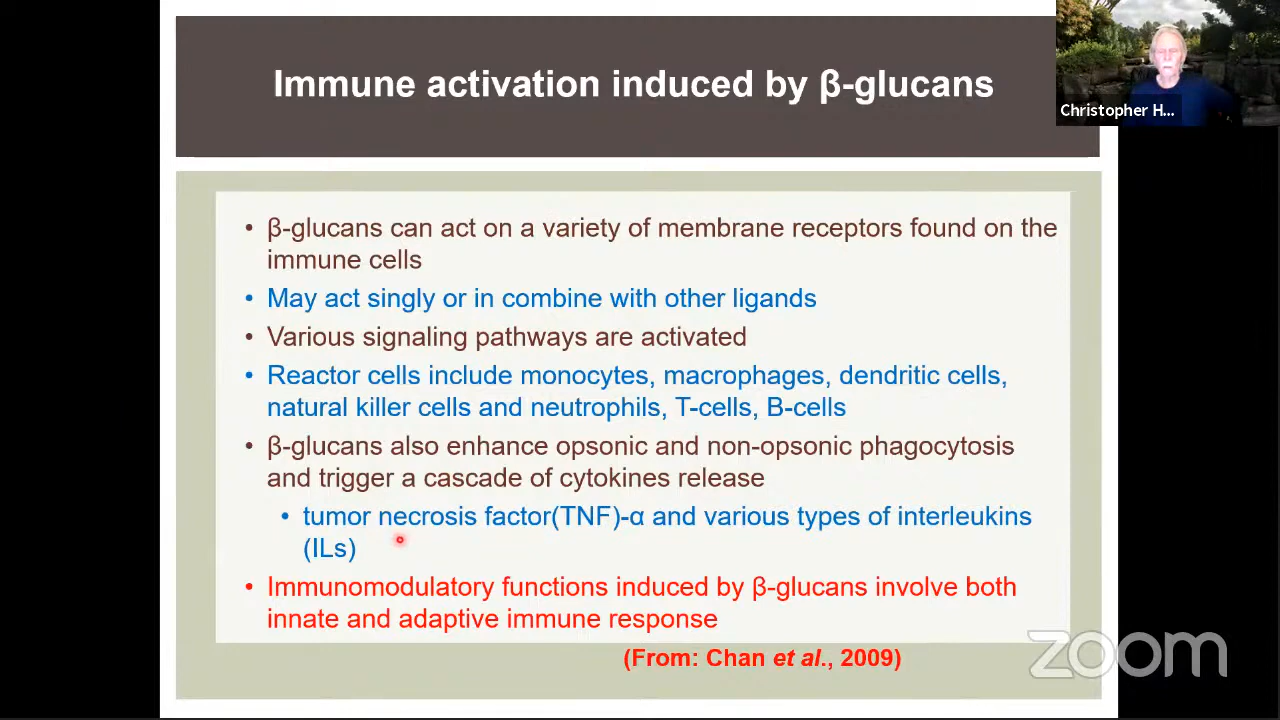 Immune activation induced by β-glucans
Christopher H...
• β-glucans can act on a variety of membrane receptors found on the
immune cells
• May act singly or in combine with other ligands
• Various signaling pathways are activated
• Reactor cells include monocytes, macrophages, dendritic cells,
natural killer cells and neutrophils, T-cells, B-cells
• β-glucans also enhance opsonic and non-opsonic phagocytosis
and trigger a cascade of cytokines release
• tumor necrosis factor(TNF)-α and various types of interleukins
(ILs)
• Immunomodulatory functions induced by β-glucans involve both
innate and adaptive immune response
(From: Chan et al., 2009)
zoom